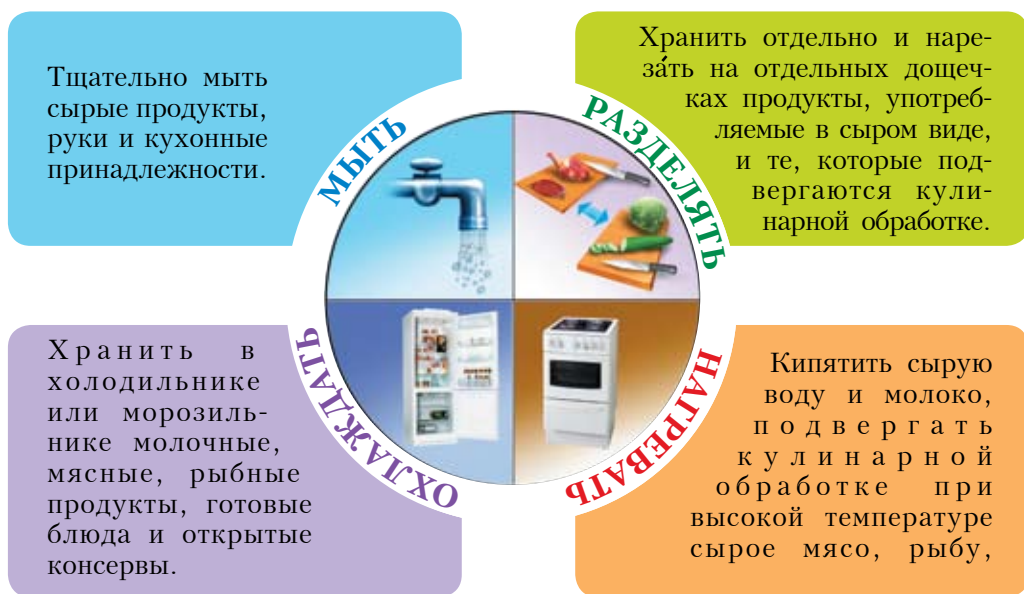 Тщательно мыть
сырые продукты,
руки и кухонные
принадлежности.
МЫТЬ
Хранить отдельно и наре-
за́ть на отдельных дощеч-
ках продукты, употреб-
ляемые в сыром виде,
и те, которые под-
вергаются кули-
нарной обработке.
РАЗДЕЛЯТЬ
Хранить в
холодильнике
или морозиль-
нике молочные,
мясные, рыбные
продукты, готовые
блюда и открытые
консервы.
ОХЛАЖДАТЬ
Кипятить сырую
воду и молоко,
подвергать
кулинарной
обработке при
высокой температуре
сырое мясо, рыбу,
НАГРЕВАТЬ